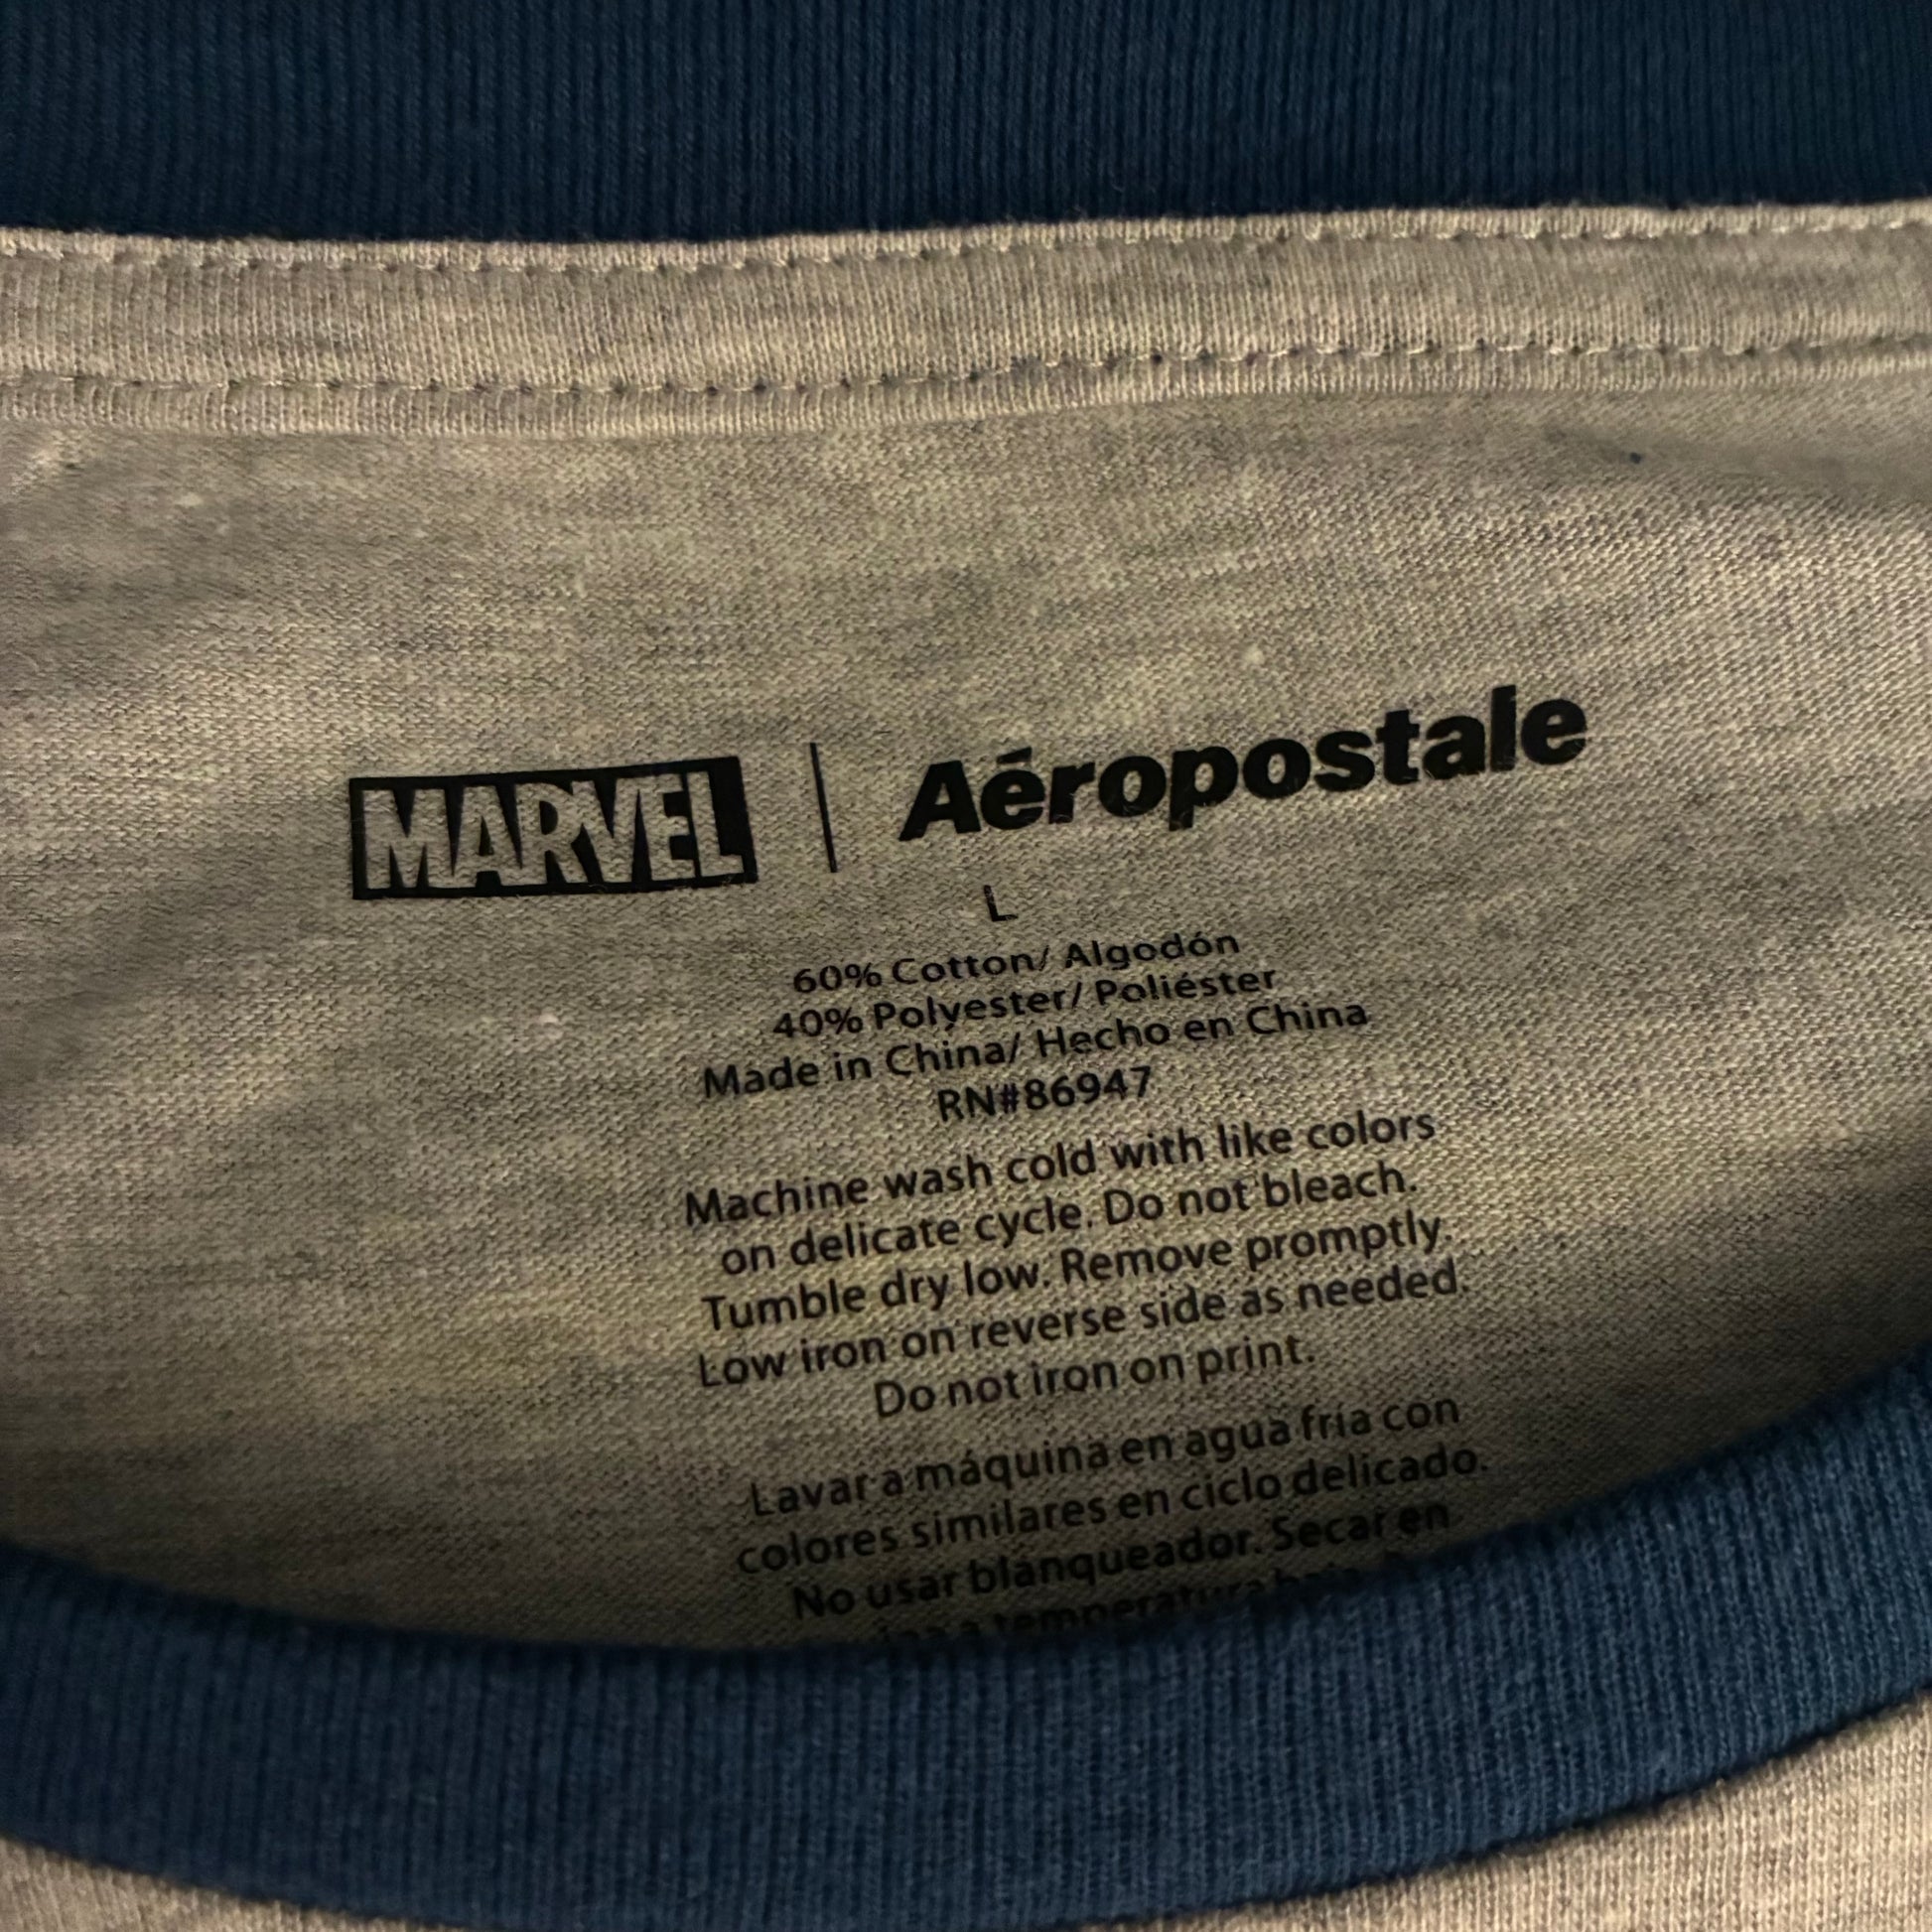 MARVEL | Aéropostale
L
60% Cotton/ Algodón
40% Polyester/ Poliéster
Made in China/ Hecho en China
RN#86947
Machine wash cold with like colors
on delicate cycle. Do not bleach.
Tumble dry low. Remove promptly.
Low iron on reverse side as needed.
Do not iron on print.
Lavar a máquina en agua fría con
colores similares en ciclo delicado.
No usar blanqueador. Secar en
a temperatura